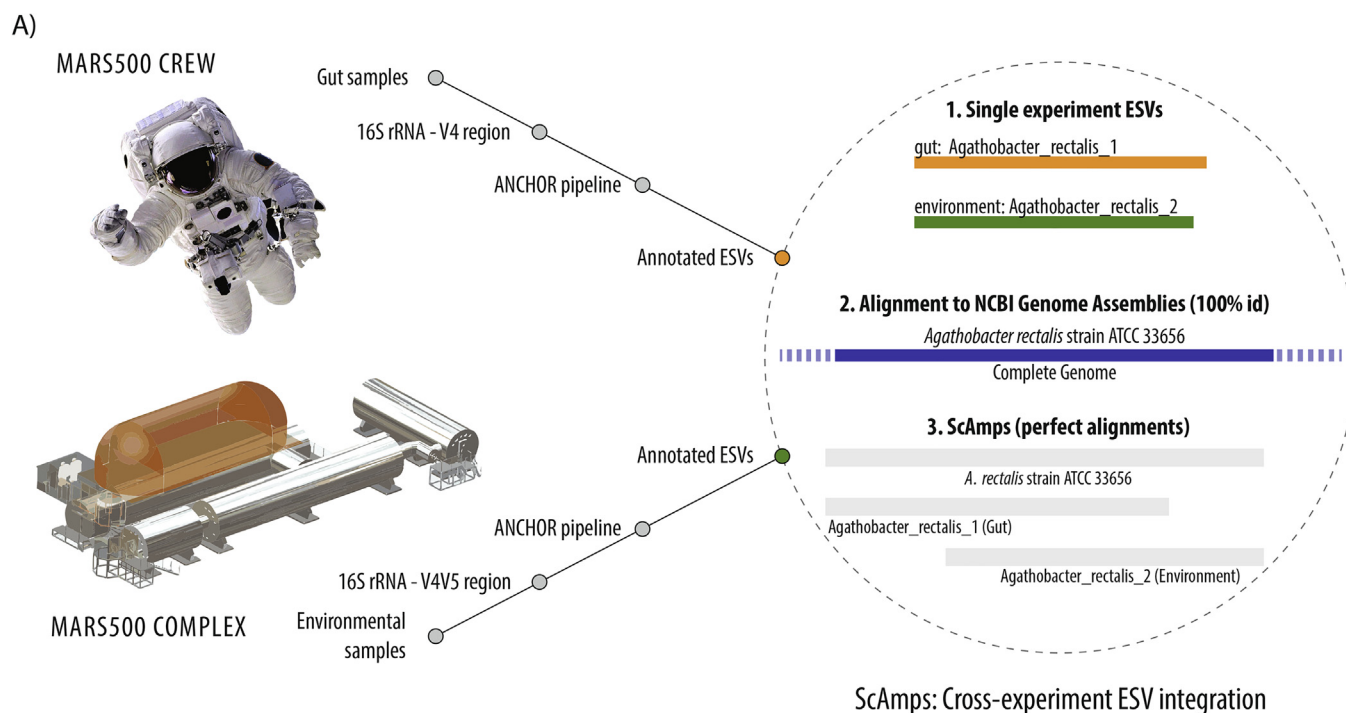 A)
MARS500 CREW
Gut samples
16S rRNA - V4 region
ANCHOR pipeline
Annotated ESVs
MARS500 COMPLEX
Annotated ESVs
ANCHOR pipeline
16S rRNA - V4V5 region
Environmental
samples
1. Single experiment ESVs
gut: Agathobacter_rectalis_1
environment: Agathobacter_rectalis_2
2. Alignment to NCBI Genome Assemblies (100% id)
Agathobacter rectalis strain ATCC 33656
Complete Genome
3. ScAmps (perfect alignments)
A. rectalis strain ATCC 33656
Agathobacter_rectalis_1 (Gut)
Agathobacter_rectalis_2 (Environment)
ScAmps: Cross-experiment ESV integration